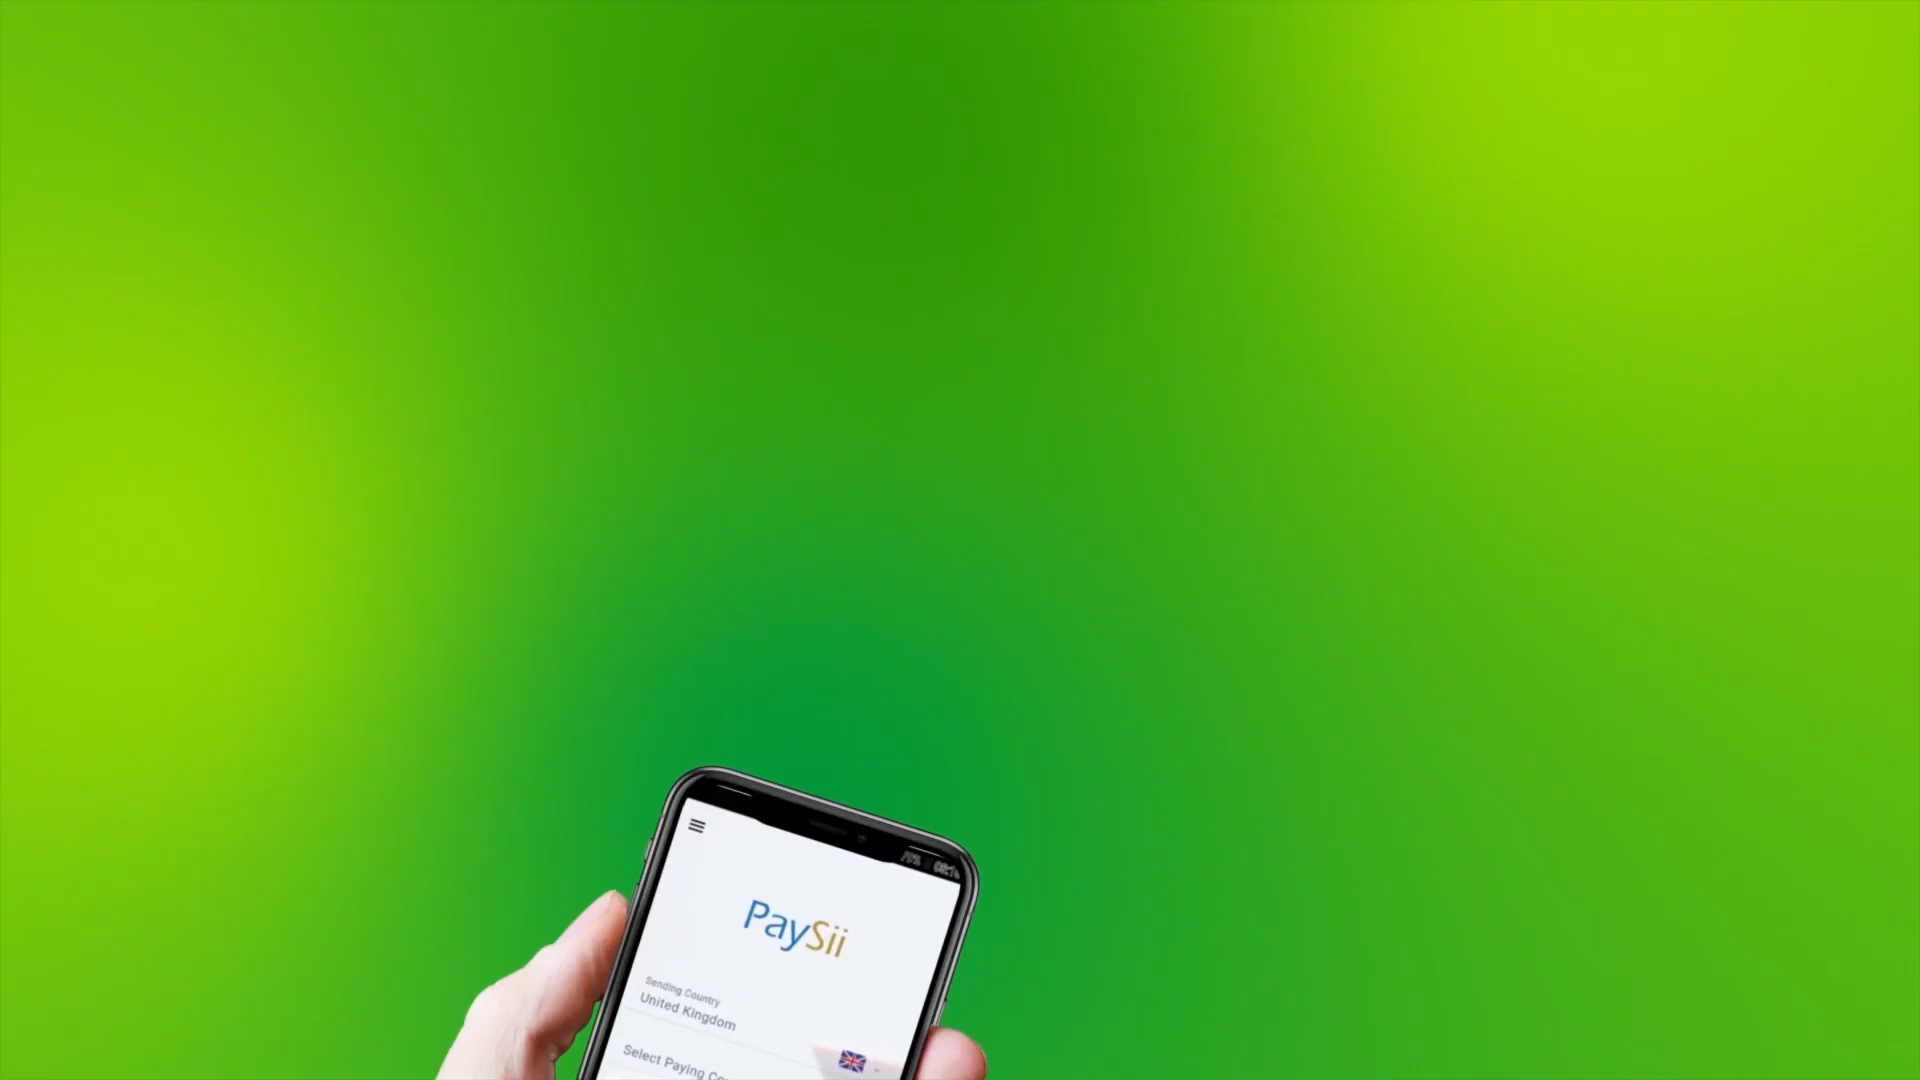 PaySii
Sending Country
United Kingdom
Select Paying